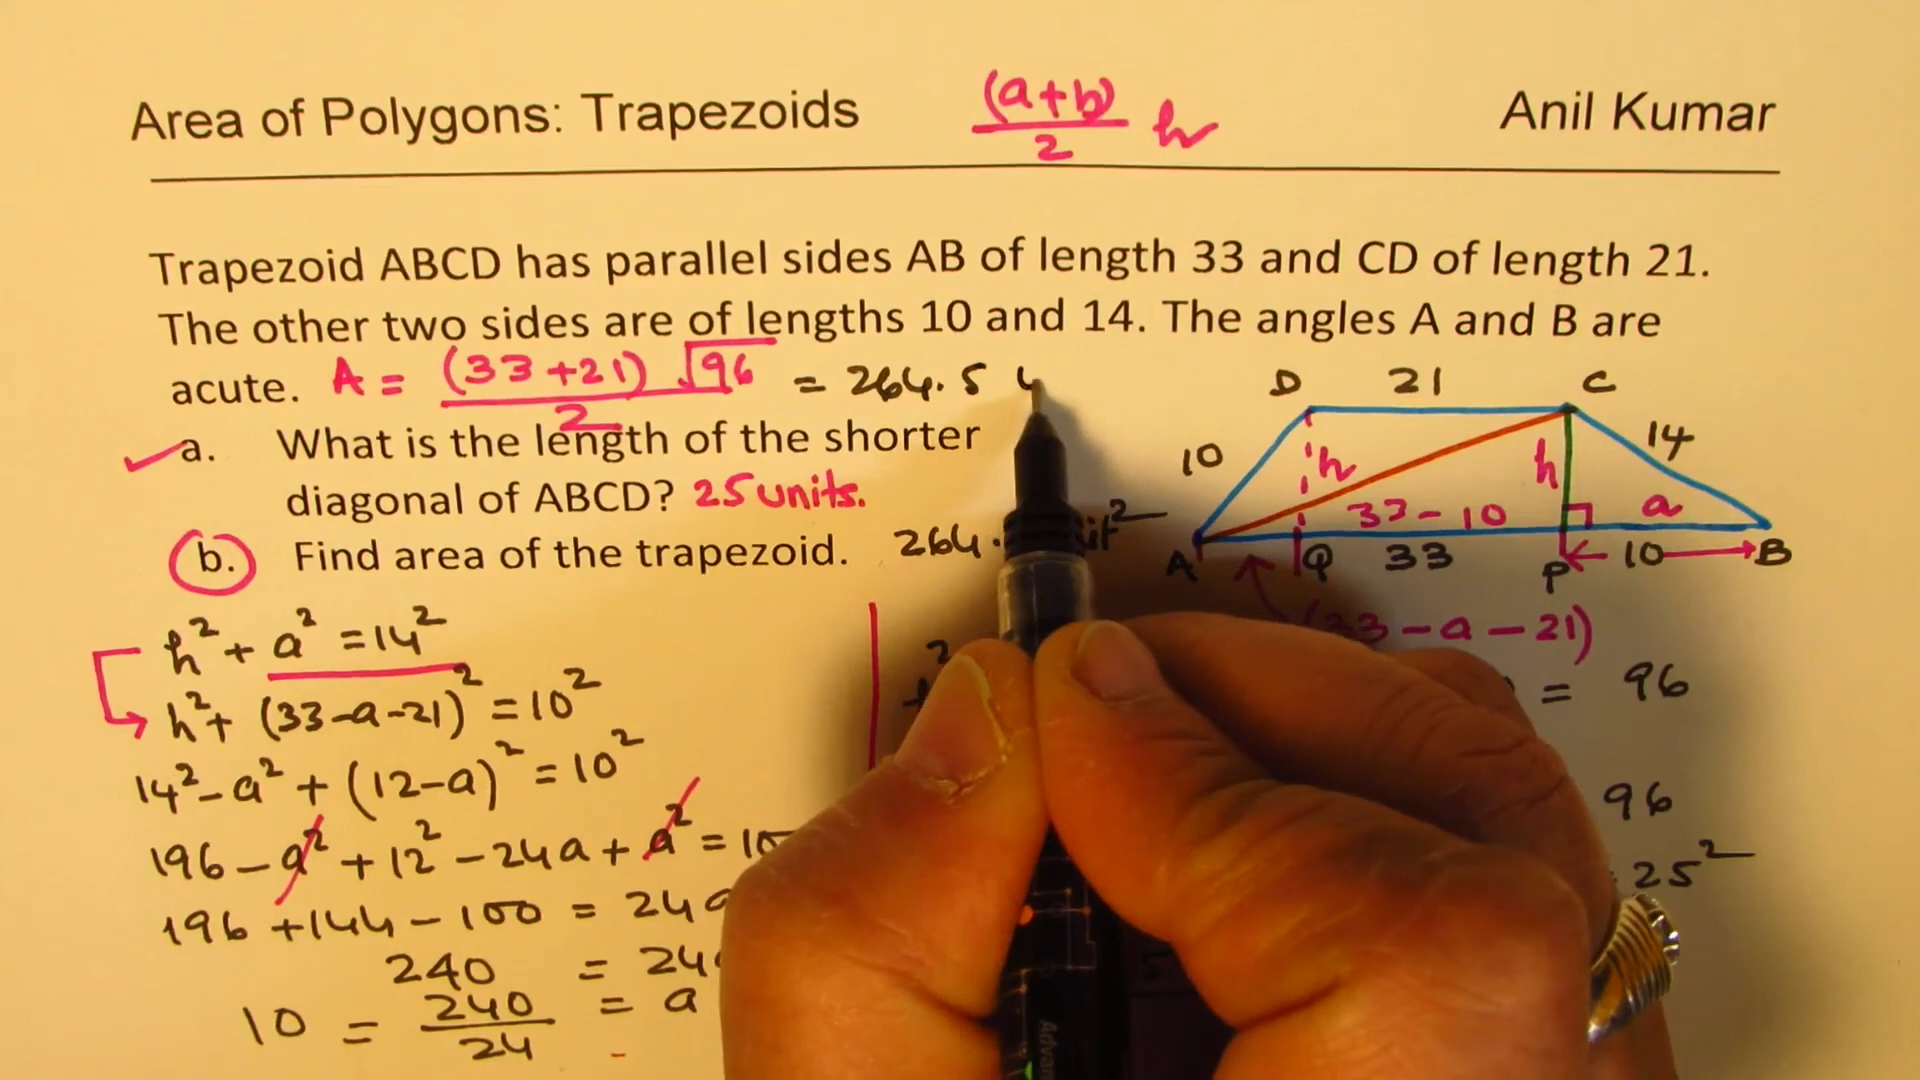 Area of Polygons: Trapezoids (a+b)/2 h Anil Kumar
Trapezoid ABCD has parallel sides AB of length 33 and CD of length 21.
The other two sides are of lengths 10 and 14. The angles A and B are
acute. A = (33+21)√96/2 = 264.5
a. What is the length of the shorter
diagonal of ABCD? 25 units.
b. Find area of the trapezoid. 264.
D 21 C
10 h h 14
33-10 a
A Q 33 P 10 B
(33-a-21)
h² + a² = 14²
h² + (33-a-21)² = 10²
14² - a² + (12-a)² = 10²
196 - a² + 12² - 24a + a² =
196 + 144 - 100 = 24a
240 = 24
10 = 240/24 = a
= 96
96
25²
Advan